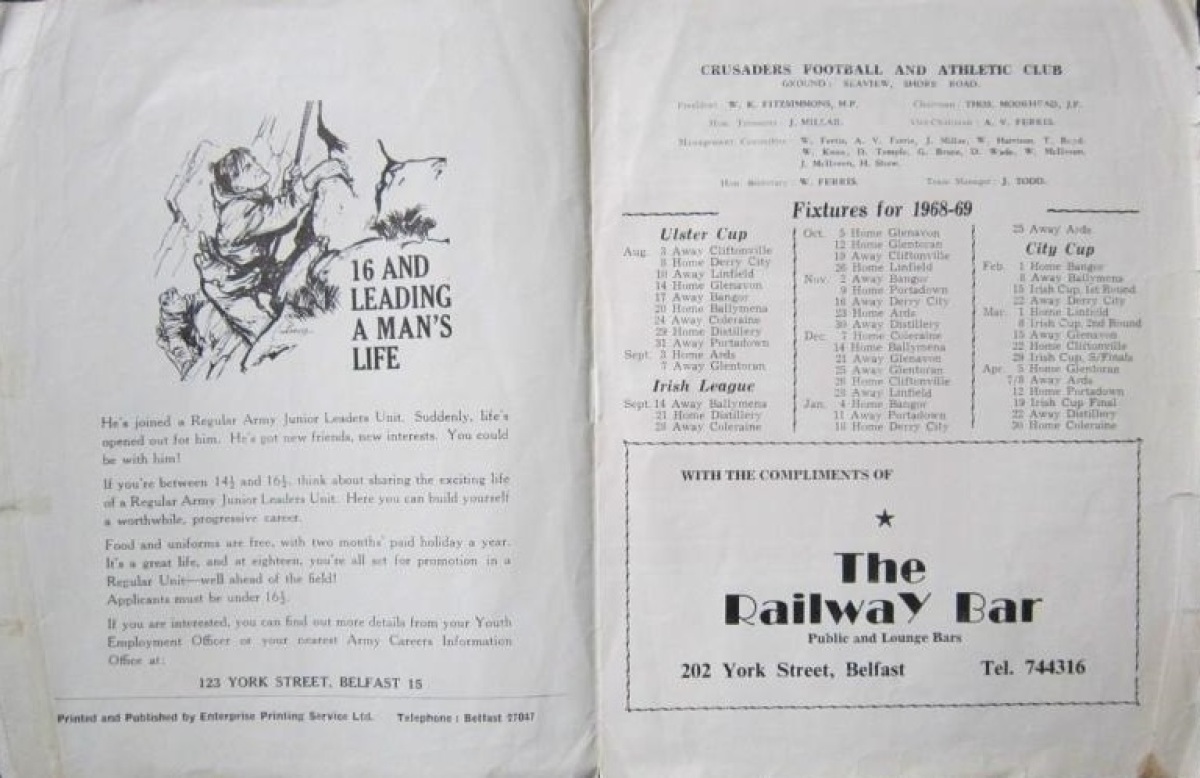 16 AND
LEADING
A MAN'S
LIFE
He's joined a Regular Army Junior Leaders Unit. Suddenly, life's
opened out for him. He's got new friends, new interests. You could
be with him!
If you're between 14½ and 16½, think about sharing the exciting life
of a Regular Army Junior Leaders Unit. Here you can build yourself
a worthwhile, progressive career.
Food and uniforms are free, with two months' paid holiday a year.
It's a great life, and at eighteen, you're all set for promotion in a
Regular Unit—well ahead of the field!
Applicants must be under 16½.
If you are interested, you can find out more details from your Youth
Employment Officer or your nearest Army Careers Information
Office at:
123 YORK STREET, BELFAST 15
Printed and Published by Enterprise Printing Service Ltd. Telephone : Belfast 27047
CRUSADERS FOOTBALL AND ATHLETIC CLUB
GROUND: SEAVIEW, SHORE ROAD.
President: W. K. FITZSIMMONS, M.P. Chairman: THOS. MOORHEAD, J.P.
Hon. Treasurer: J. MILLAR. Vice-Chairman: A. V. FERRIS.
Management Committee: W. Ferris, A. V. Ferris, J. Millar, W. Harrison, T. Boyd,
W. Knox, D. Temple, G. Bruce, D. Wade, W. McIlveen,
J. McIlveen, H. Shaw.
Hon. Secretary: W. FERRIS. Team Manager: J. TODD.
Fixtures for 1968-69
Ulster Cup
Aug. 3 Away Cliftonville
8 Home Derry City
10 Away Linfield
14 Home Glenavon
17 Away Bangor
20 Home Ballymena
24 Away Coleraine
29 Home Distillery
31 Away Portadown
Sept. 3 Home Ards
7 Away Glentoran
Irish League
Sept. 14 Away Ballymena
21 Home Distillery
28 Away Coleraine
Oct. 5 Home Glenavon
12 Home Glentoran
19 Away Cliftonville
26 Home Linfield
Nov. 2 Away Bangor
9 Home Portadown
16 Away Derry City
23 Home Ards
30 Away Distillery
Dec. 7 Home Coleraine
14 Home Ballymena
21 Away Glenavon
25 Away Glentoran
26 Home Cliftonville
28 Away Linfield
Jan. 4 Home Bangor
11 Away Portadown
18 Home Derry City
25 Away Ards
City Cup
Feb. 1 Home Bangor
8 Away Ballymena
15 Irish Cup, 1st Round
22 Away Derry City
Mar. 1 Home Linfield
8 Irish Cup, 2nd Round
15 Away Glenavon
22 Home Cliftonville
29 Irish Cup, S/Finals
Apr. 5 Home Glentoran
7/8 Away Ards
12 Home Portadown
19 Irish Cup Final
22 Away Distillery
30 Home Coleraine
WITH THE COMPLIMENTS OF
The
Railway Bar
Public and Lounge Bars
202 York Street, Belfast Tel. 744316